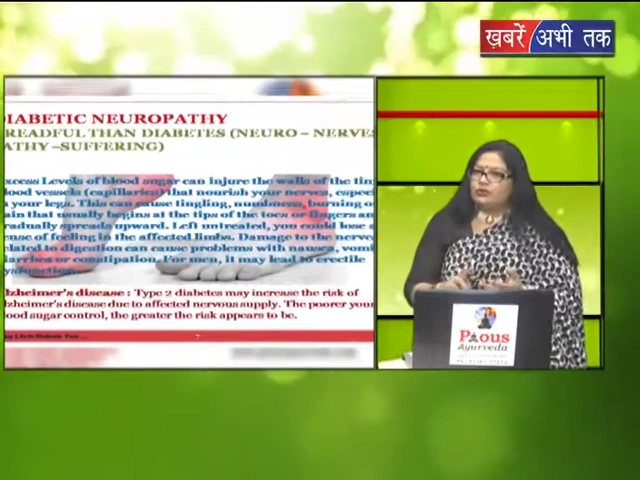 ख़बरें अभी तक
IABETIC NEUROPATHY
READFUL THAN DIABETES (NEURO – NERVES
ATHY –SUFFERING)
xcess Levels of blood sugar can injure the walls of the tiny
lood vessels (capillaries) that nourish your nerves, especi
n your legs. This can cause tingling, numbness, burning o
ain that usually begins at the tips of the toes or fingers an
radually spreads upward. Left untreated, you could lose a
ense of feeling in the affected limbs. Damage to the nerve
elated to digestion can cause problems with nausea, vomi
iarrhea or constipation. For men, it may lead to erectile
ysfunction.
lzheimer's disease : Type 2 diabetes may increase the risk of
lzheimer's disease due to affected nervous supply. The poorer your
lood sugar control, the greater the risk appears to be.
Pious
Ayurveda